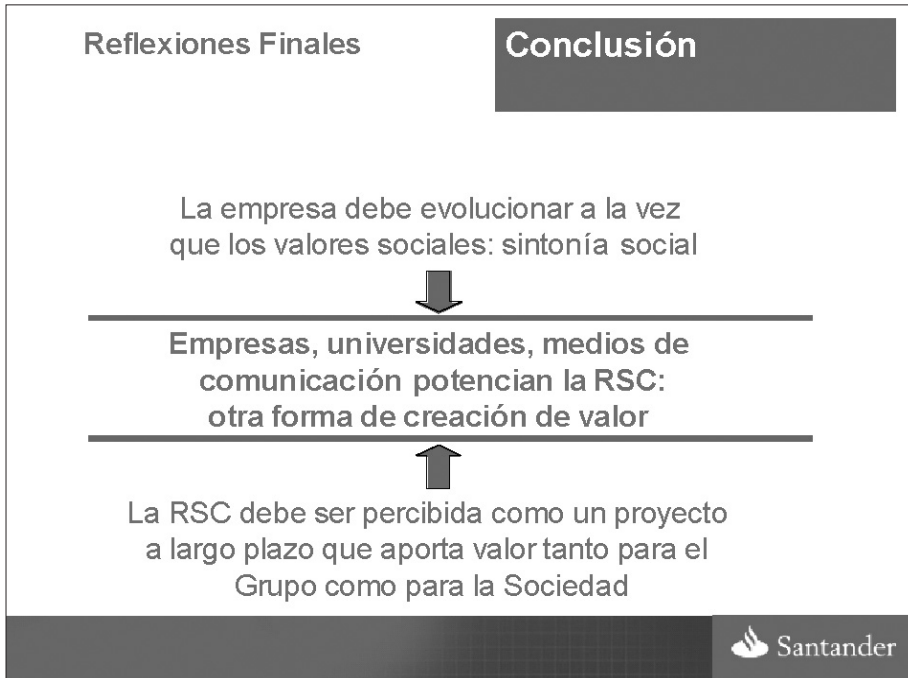 Reflexiones Finales
Conclusión
La empresa debe evolucionar a la vez
que los valores sociales: sintonía social
Empresas, universidades, medios de
comunicación potencian la RSC:
otra forma de creación de valor
La RSC debe ser percibida como un proyecto
a largo plazo que aporta valor tanto para el
Grupo como para la Sociedad
Santander